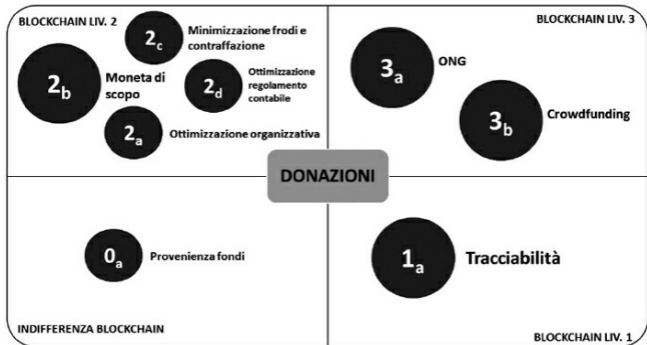 BLOCKCHAIN LIV. 2
2c
Minimizzazione frodi e
contraffazione
2b
Moneta di
scopo
2d
Ottimizzazione
regolamento
contabile
2a
Ottimizzazione organizzativa
BLOCKCHAIN LIV. 3
3a
ONG
3b
Crowdfunding
DONAZIONI
0a
Provenienza fondi
INDIFFERENZA BLOCKCHAIN
1a
Tracciabilità
BLOCKCHAIN LIV. 1